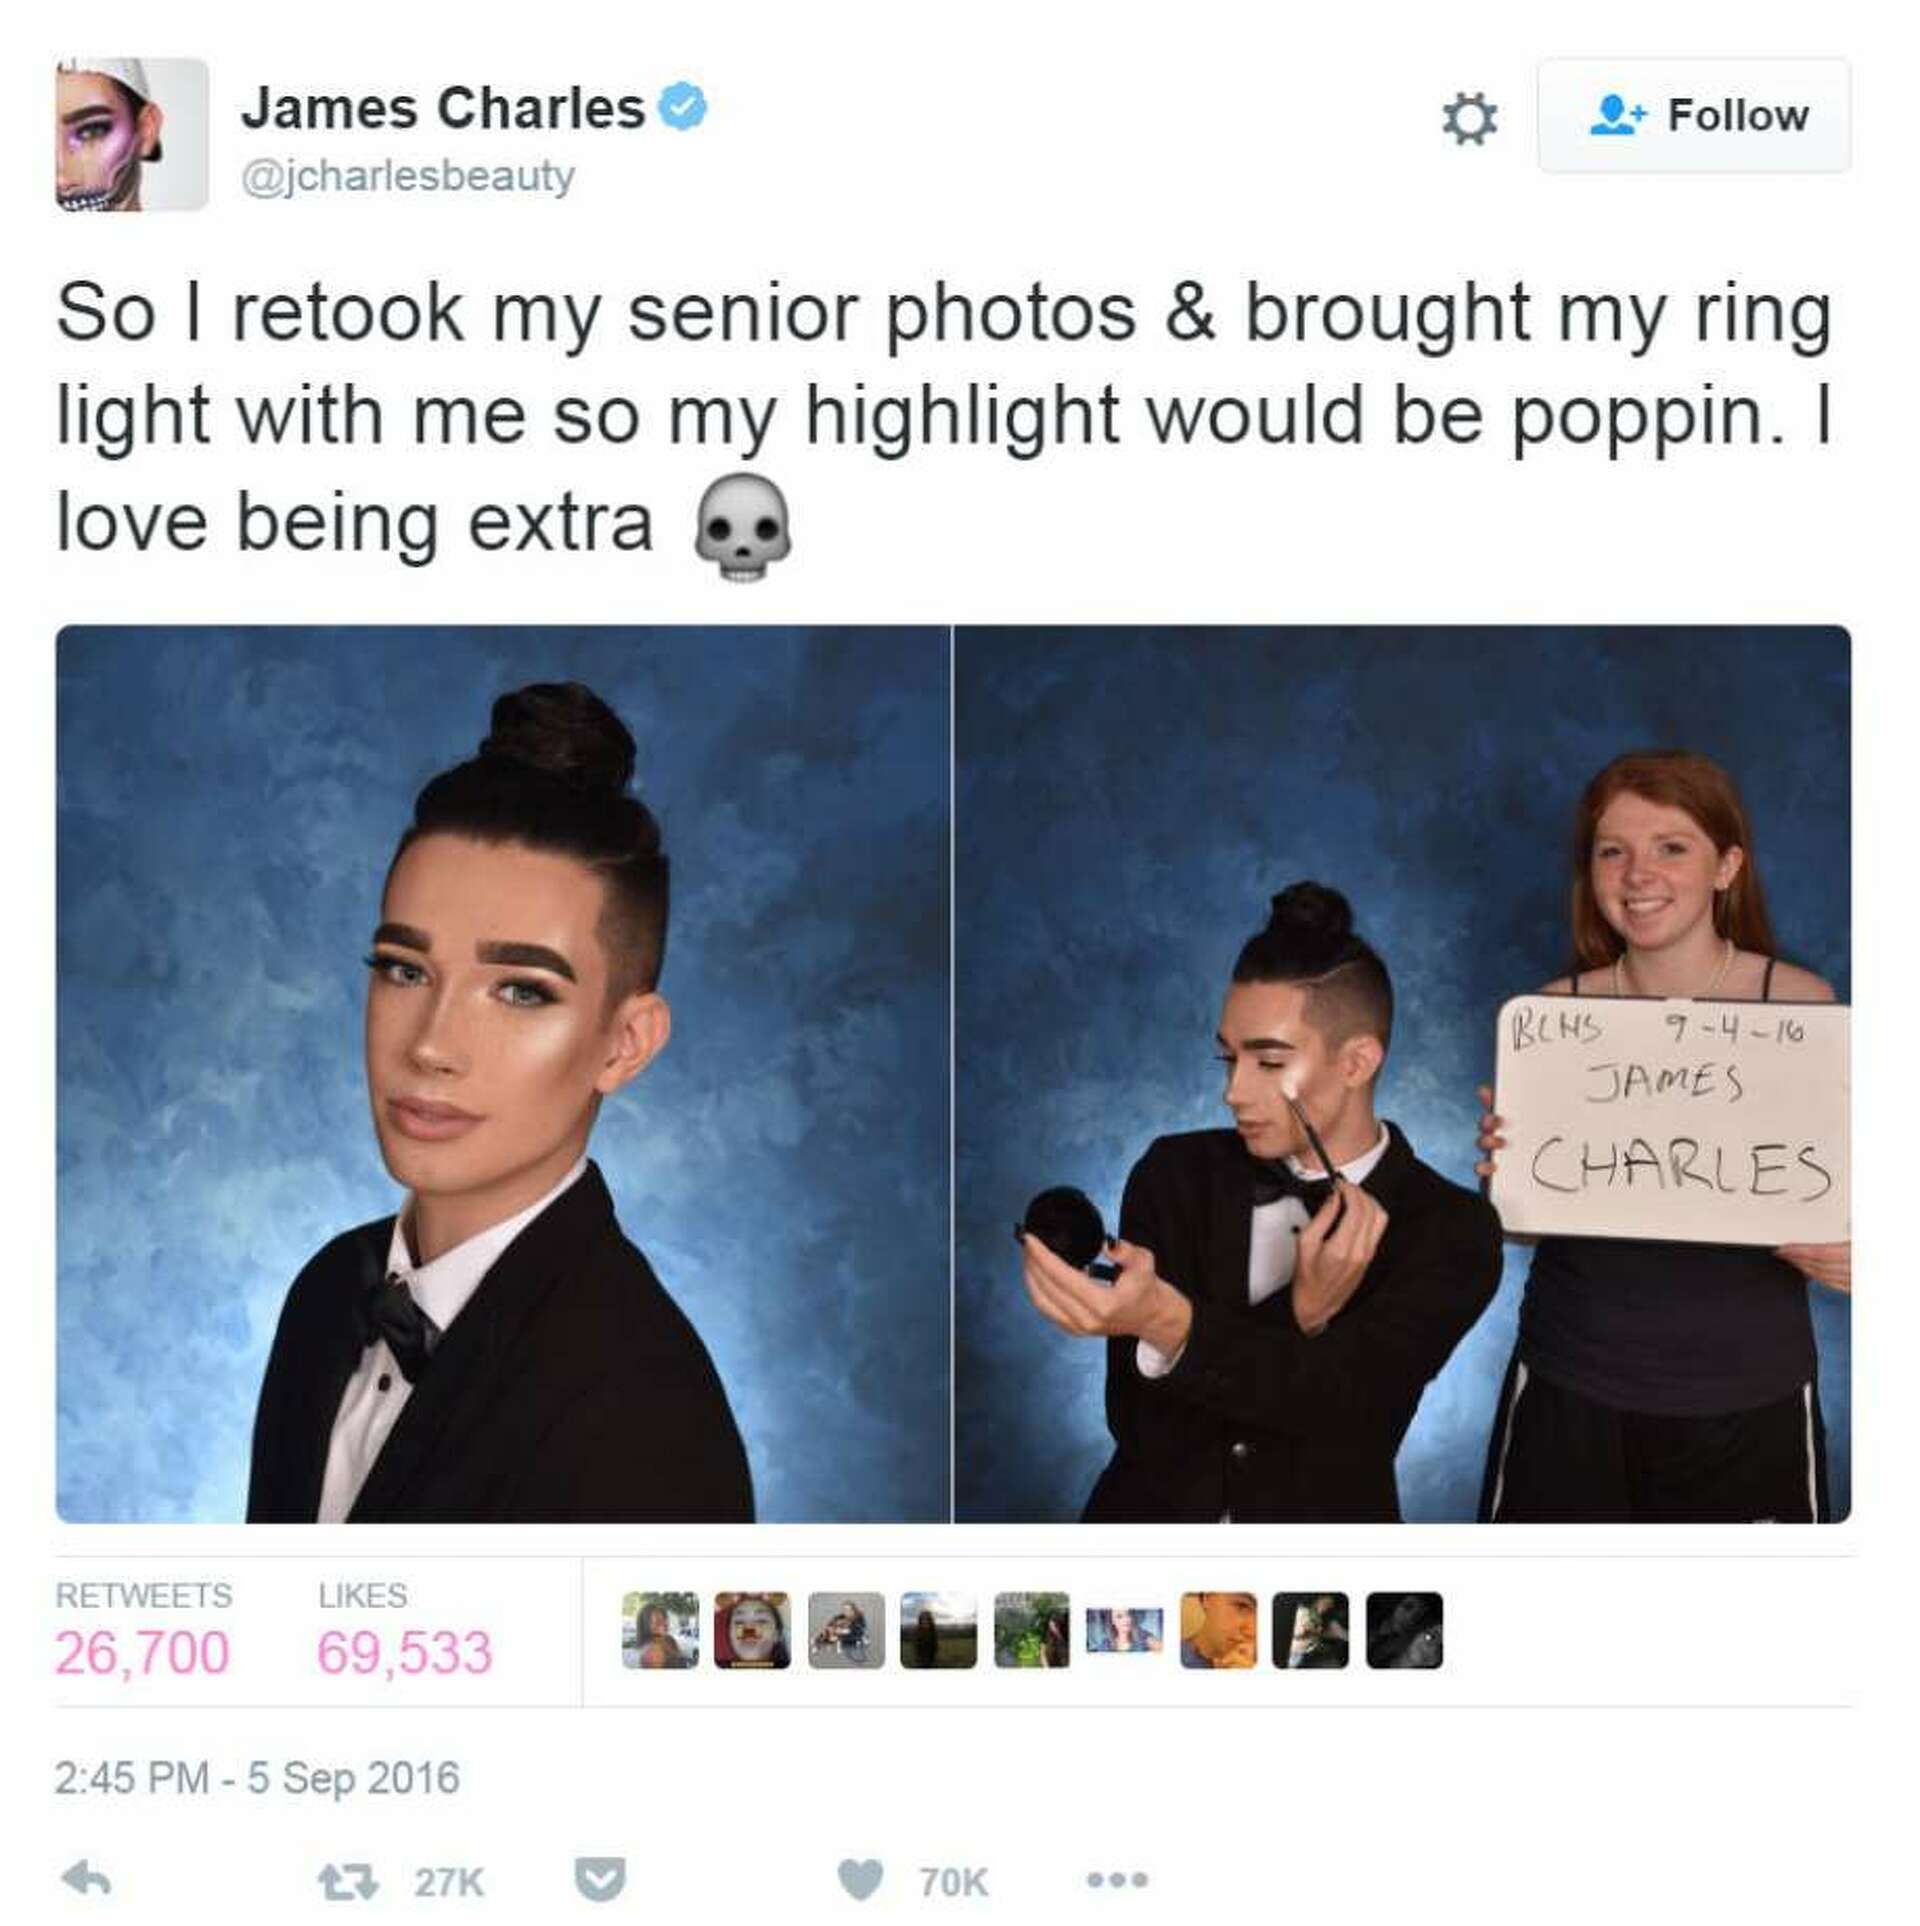 James Charles
@jcharlesbeauty
Follow
So I retook my senior photos & brought my ring
light with me so my highlight would be poppin. I
love being extra 💀
BLHS 9-4-16
JAMES
CHARLES
RETWEETS LIKES
26,700 69,533
2:45 PM - 5 Sep 2016
27K 70K